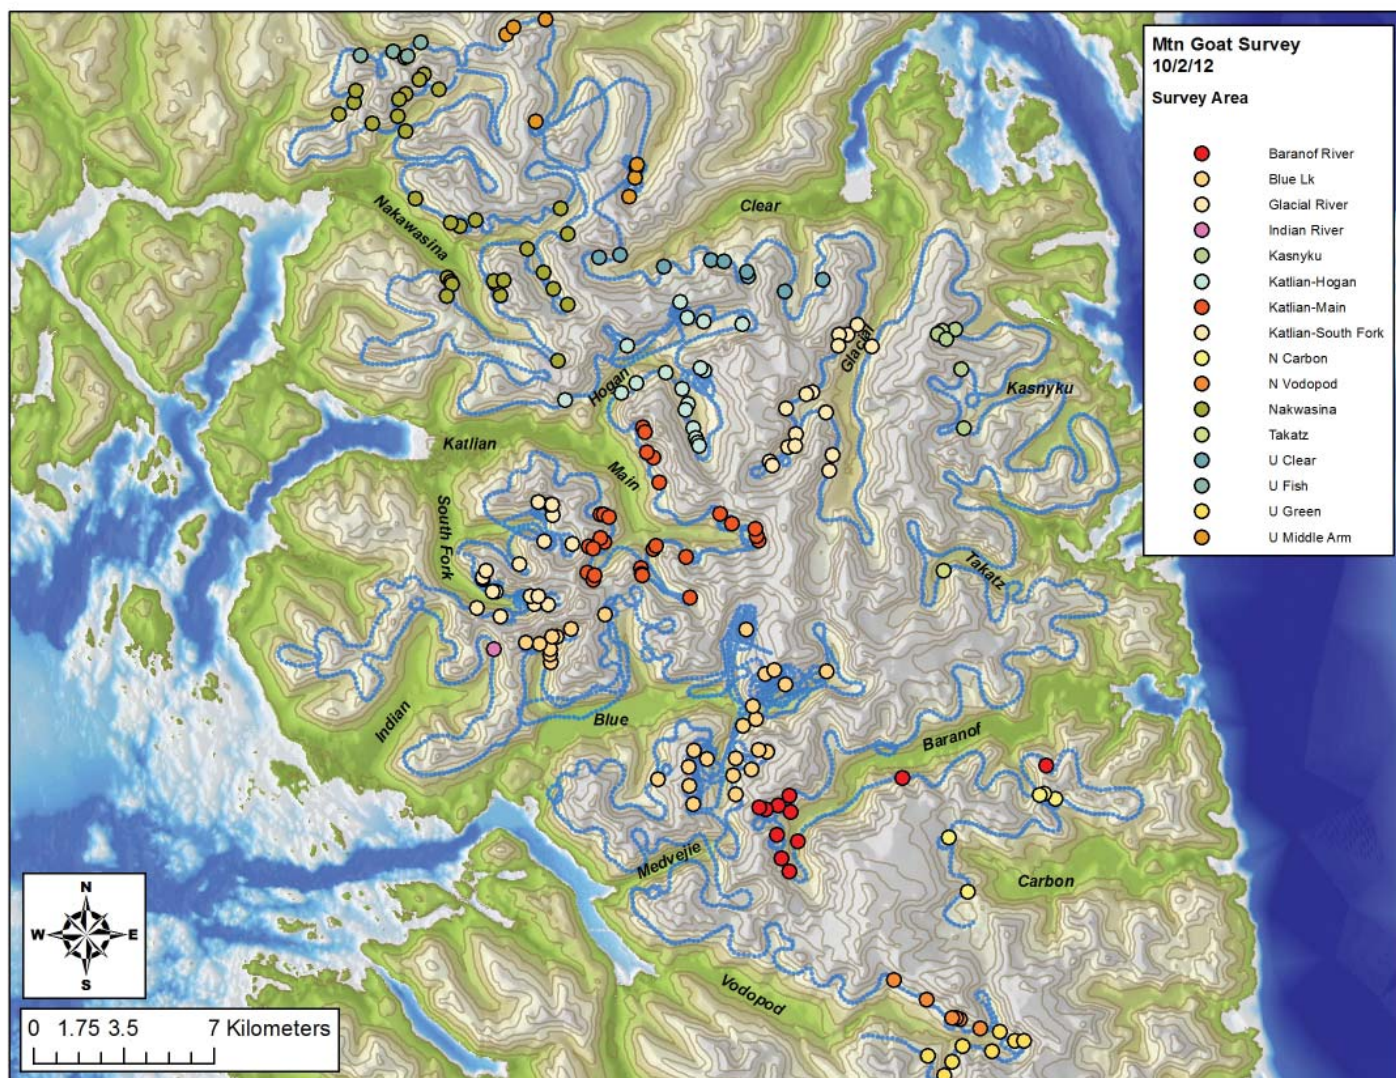 Mtn Goat Survey
10/2/12
Survey Area
Baranof River
Blue Lk
Glacial River
Indian River
Kasnyku
Katlian-Hogan
Katlian-Main
Katlian-South Fork
N Carbon
N Vodopod
Nakwasina
Takatz
U Clear
U Fish
U Green
U Middle Arm
Clear
Nakawasina
Glacial
Hogan
Kasnyku
Katlian
Main
South Fork
Takatz
Indian
Blue
Baranof
Medvejie
Carbon
Vodopod
N
W E
S
0 1.75 3.5 7 Kilometers